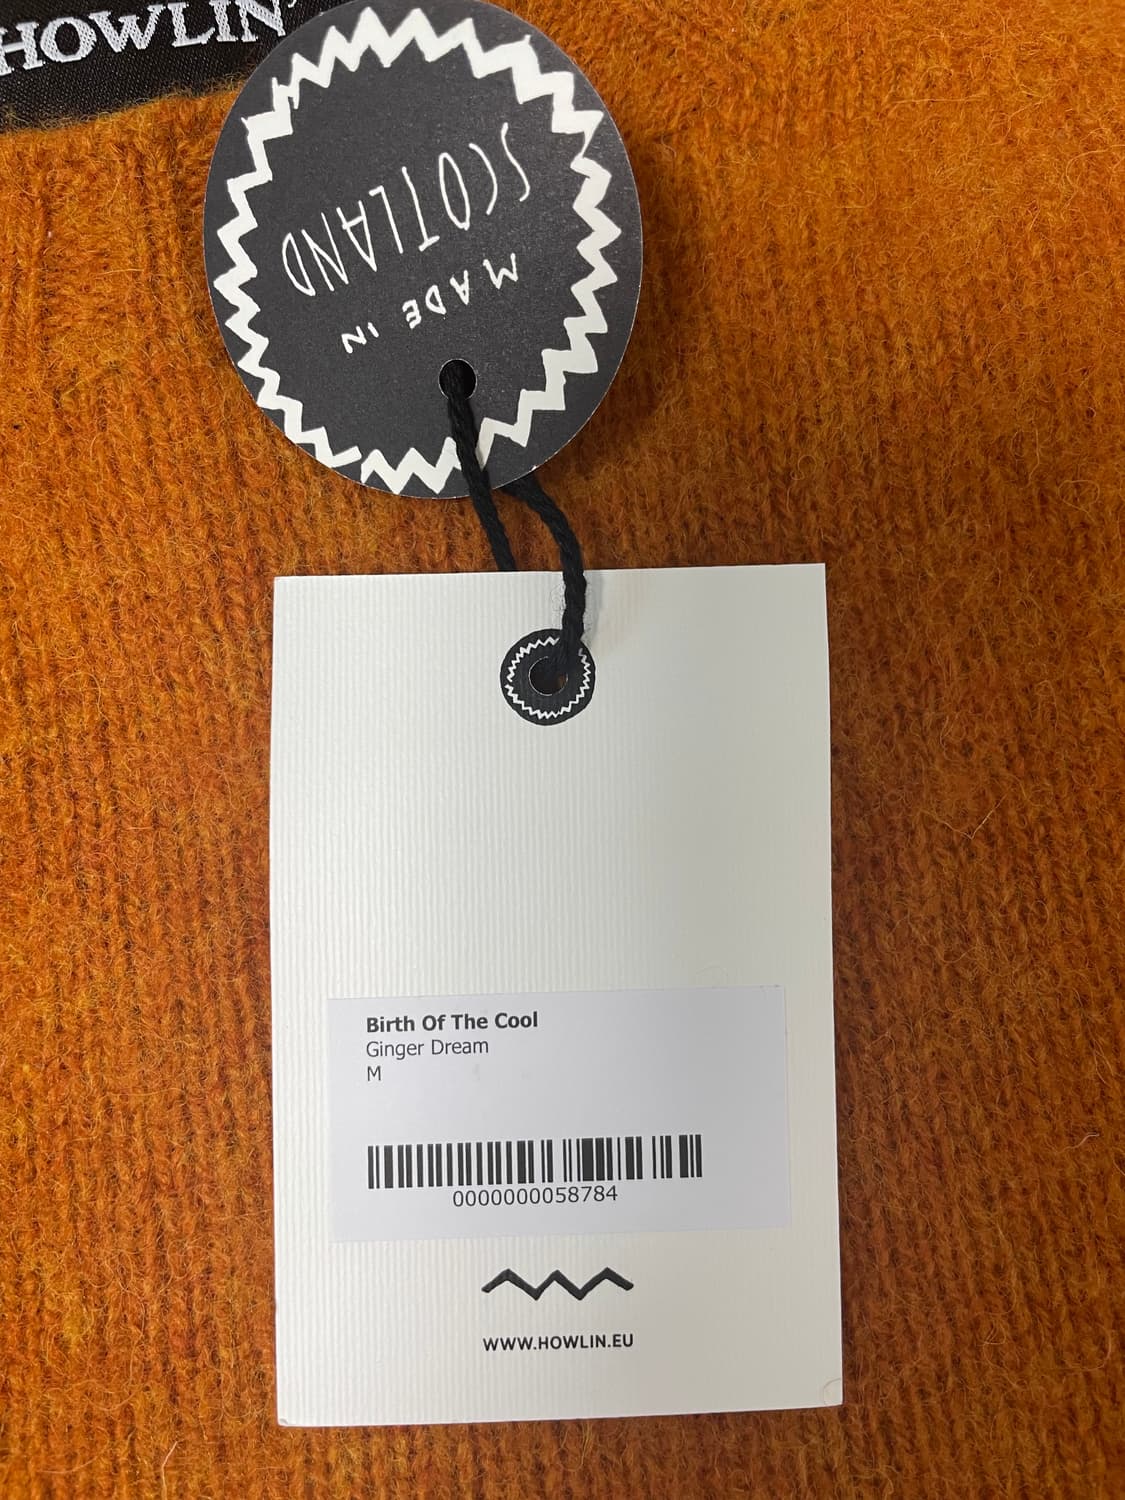 HOWLIN'
MADE IN
SCOTLAND
Birth Of The Cool
Ginger Dream
M
0000000058784
WWW.HOWLIN.EU